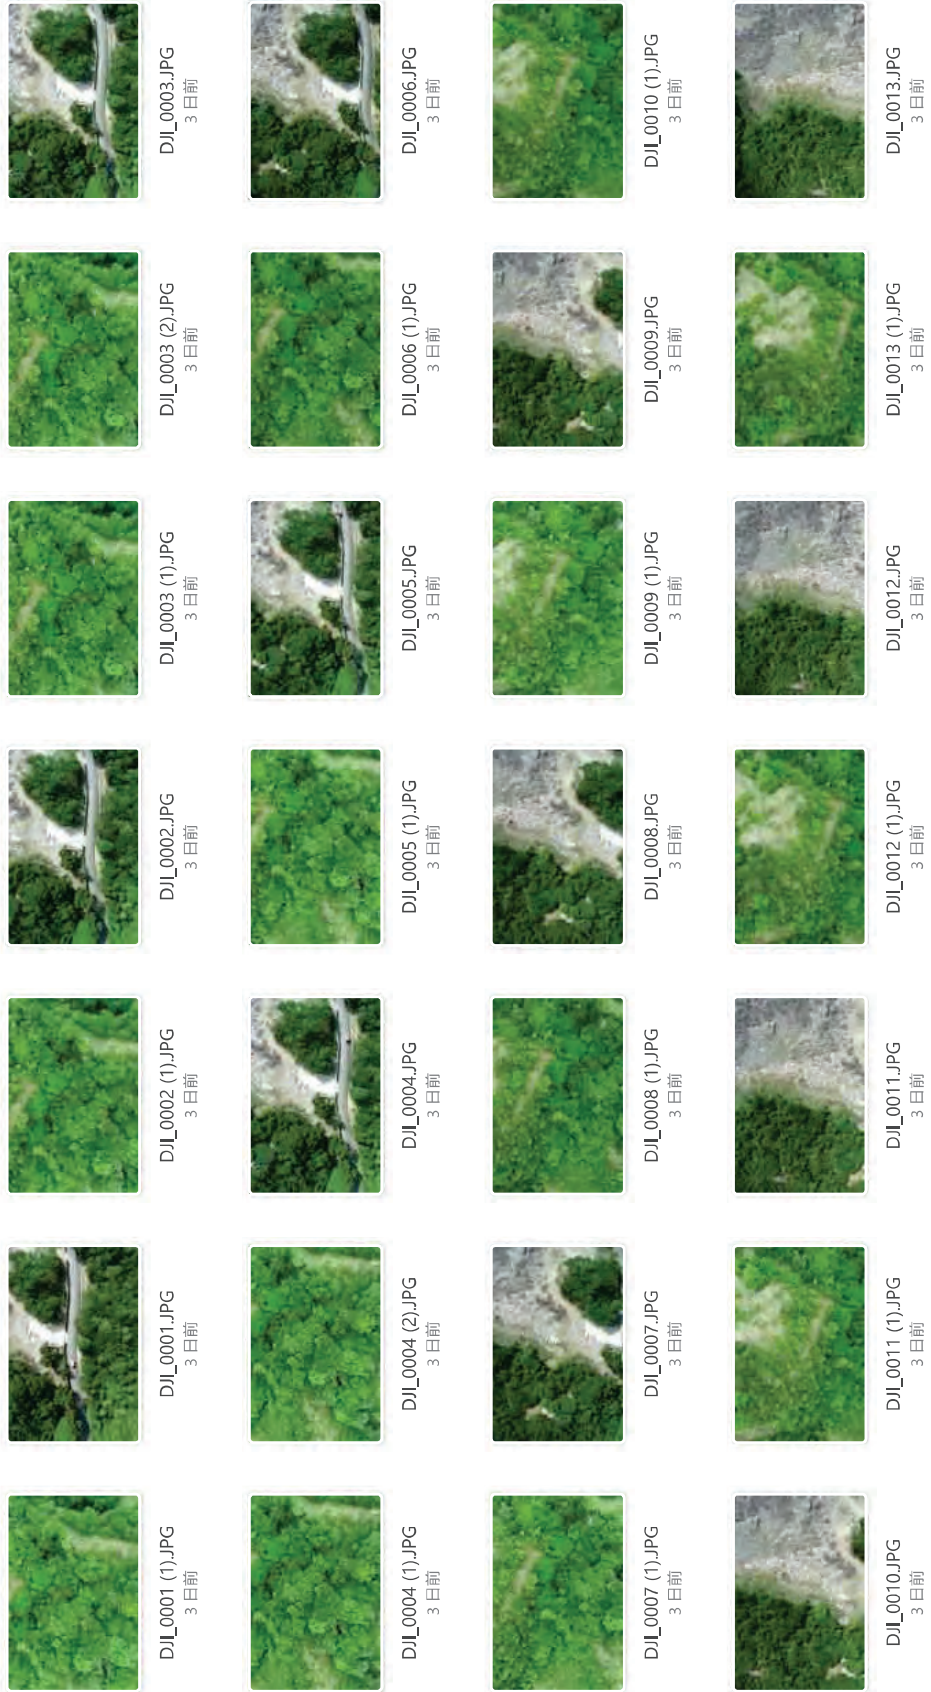 DJI_0001 (1).JPG
3 日前
DJI_0001.JPG
3 日前
DJI_0002 (1).JPG
3 日前
DJI_0002.JPG
3 日前
DJI_0003 (1).JPG
3 日前
DJI_0003 (2).JPG
3 日前
DJI_0003.JPG
3 日前
DJI_0004 (1).JPG
3 日前
DJI_0004 (2).JPG
3 日前
DJI_0004.JPG
3 日前
DJI_0005 (1).JPG
3 日前
DJI_0005.JPG
3 日前
DJI_0006 (1).JPG
3 日前
DJI_0006.JPG
3 日前
DJI_0007 (1).JPG
3 日前
DJI_0007.JPG
3 日前
DJI_0008 (1).JPG
3 日前
DJI_0008.JPG
3 日前
DJI_0009 (1).JPG
3 日前
DJI_0009.JPG
3 日前
DJI_0010 (1).JPG
3 日前
DJI_0010.JPG
3 日前
DJI_0011 (1).JPG
3 日前
DJI_0011.JPG
3 日前
DJI_0012 (1).JPG
3 日前
DJI_0012.JPG
3 日前
DJI_0013 (1).JPG
3 日前
DJI_0013.JPG
3 日前